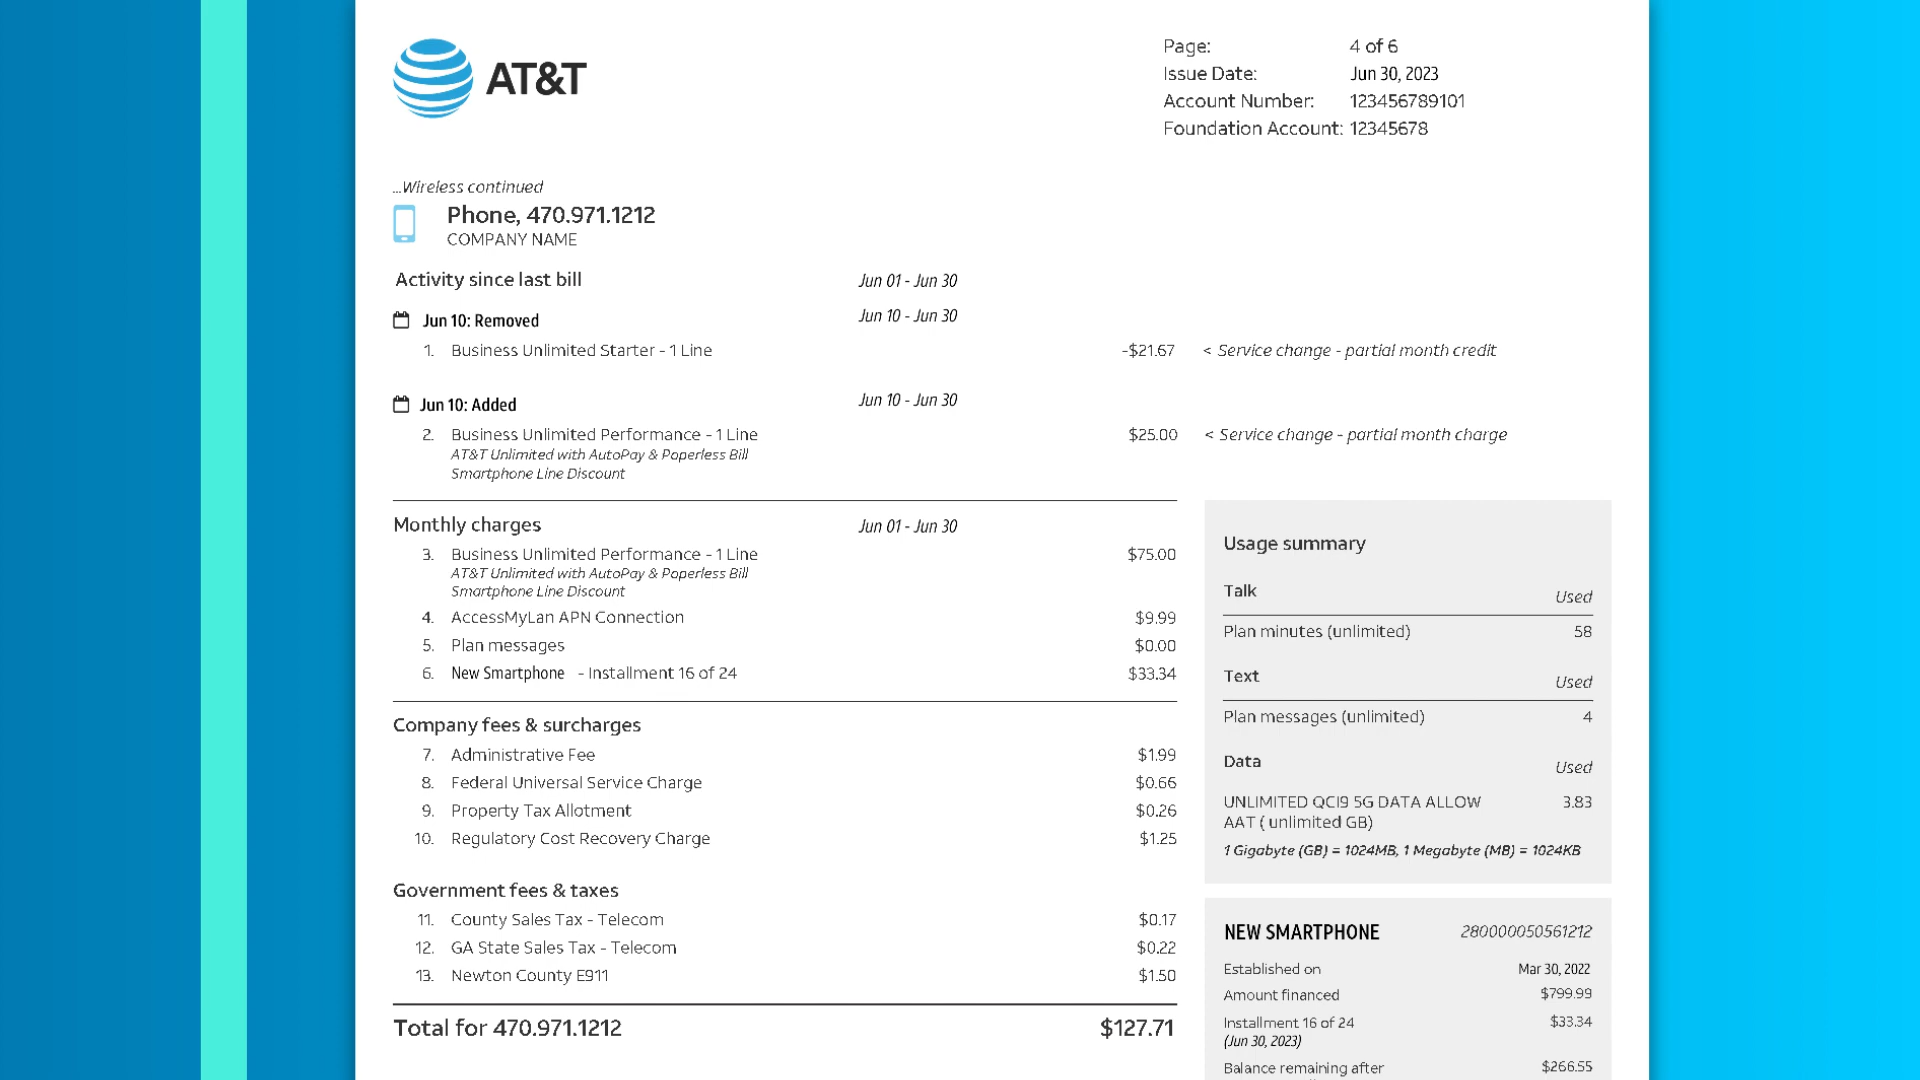 AT&T
Page: 4 of 6
Issue Date: Jun 30, 2023
Account Number: 123456789101
Foundation Account: 12345678
...Wireless continued
Phone, 470.971.1212
COMPANY NAME
Activity since last bill Jun 01 - Jun 30
Jun 10: Removed Jun 10 - Jun 30
1. Business Unlimited Starter - 1 Line -$21.67 < Service change - partial month credit
Jun 10: Added Jun 10 - Jun 30
2. Business Unlimited Performance - 1 Line $25.00 < Service change - partial month charge
AT&T Unlimited with AutoPay & Paperless Bill
Smartphone Line Discount
Monthly charges Jun 01 - Jun 30
3. Business Unlimited Performance - 1 Line $75.00
AT&T Unlimited with AutoPay & Paperless Bill
Smartphone Line Discount
4. AccessMyLan APN Connection $9.99
5. Plan messages $0.00
6. New Smartphone - Installment 16 of 24 $33.34
Company fees & surcharges
7. Administrative Fee $1.99
8. Federal Universal Service Charge $0.66
9. Property Tax Allotment $0.26
10. Regulatory Cost Recovery Charge $1.25
Government fees & taxes
11. County Sales Tax - Telecom $0.17
12. GA State Sales Tax - Telecom $0.22
13. Newton County E911 $1.50
Total for 470.971.1212 $127.71
Usage summary
Talk Used
Plan minutes (unlimited) 58
Text Used
Plan messages (unlimited) 4
Data Used
UNLIMITED QCI9 5G DATA ALLOW 3.83
AAT ( unlimited GB)
1 Gigabyte (GB) = 1024MB, 1 Megabyte (MB) = 1024KB
NEW SMARTPHONE 280000050561212
Established on Mar 30, 2022
Amount financed $799.99
Installment 16 of 24 $33.34
(Jun 30, 2023)
Balance remaining after $266.55